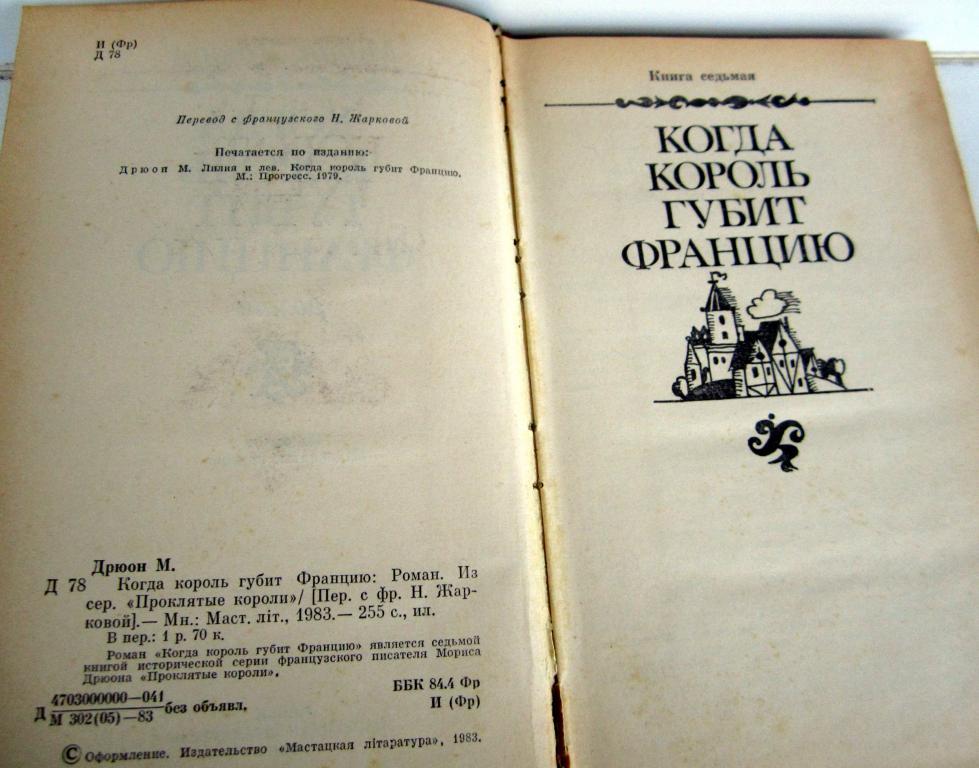 И (Фр)
Д 78
Перевод с французского Н. Жарковой
Печатается по изданию:
Дрюон М. Лилия и лев. Когда король губит Францию.
М.: Прогресс. 1979.
Дрюон М.
Д 78 Когда король губит Францию: Роман. Из
сер. «Проклятые короли»/ [Пер. с фр. Н. Жар-
ковой].— Мн.: Маст. літ., 1983.— 255 с., ил.
В пер.: 1 р. 70 к.
Роман «Когда король губит Францию» является седьмой
книгой исторической серии французского писателя Мориса
Дрюона «Проклятые короли».
Д 4703000000—041
М 302(05)—83 без объявл.
ББК 84.4 Фр
И (Фр)
© Оформление. Издательство «Мастацкая літаратура», 1983.
Книга седьмая
КОГДА
КОРОЛЬ
ГУБИТ
ФРАНЦИЮ